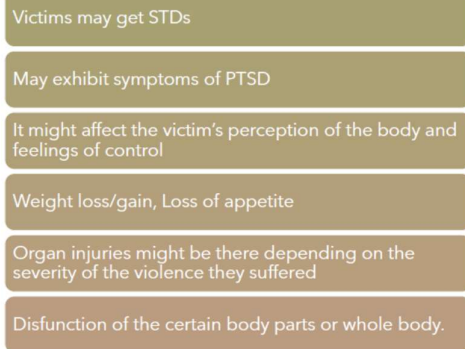 Victims may get STDs
May exhibit symptoms of PTSD
It might affect the victim's perception of the body and
feelings of control
Weight loss/gain, Loss of appetite
Organ injuries might be there depending on the
severity of the violence they suffered
Disfunction of the certain body parts or whole body.